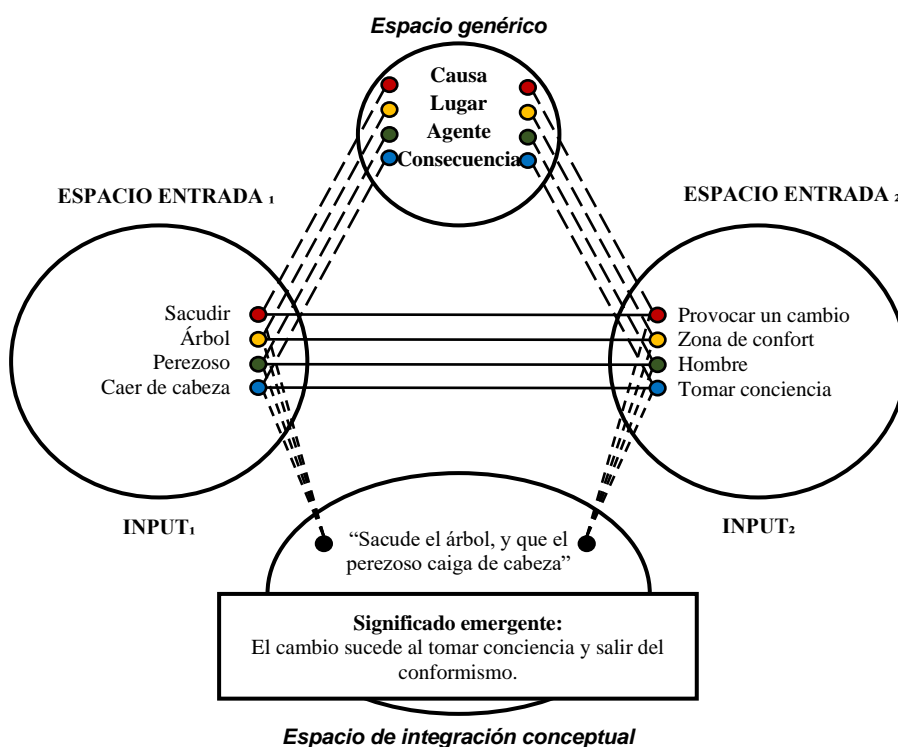 Espacio genérico
Causa
Lugar
Agente
Consecuencia
ESPACIO ENTRADA ₁
ESPACIO ENTRADA ₂
Sacudir
Árbol
Perezoso
Caer de cabeza
Provocar un cambio
Zona de confort
Hombre
Tomar conciencia
INPUT₁
INPUT₂
“Sacude el árbol, y que el
perezoso caiga de cabeza”
Significado emergente:
El cambio sucede al tomar conciencia y salir del
conformismo.
Espacio de integración conceptual